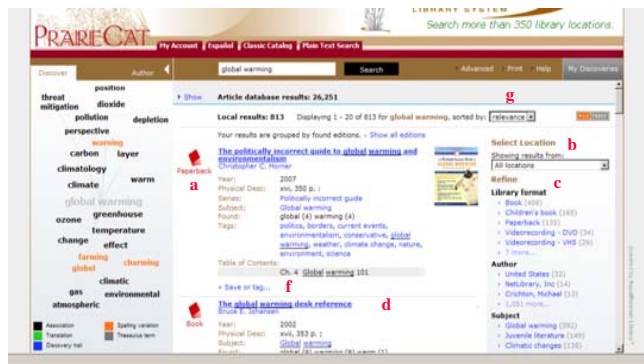 LIBRARY SYSTEM
Search more than 350 library locations.
PRAIRIECAT
My Account Español Classic Catalog Plain Text Search
Discover Author
global warming Search Advanced Print Help My Discoveries
position
threat
mitigation dioxide
pollution depletion
perspective
warming
carbon layer
climatology
climate warm
global warming
greenhouse
ozone
temperature
change effect
farming
global charming
climatic
gas environmental
atmospheric
Association Spelling variation
Translation Thesaurus term
Discovery trail
Show Article database results: 26,251
g
Local results: 813 Displaying 1 - 20 of 813 for global warming, sorted by: relevance
Your results are grouped by found editions. Show all editions
Paperback
a
The politically incorrect guide to global warming and
environmentalism
Christopher C. Horner
Year: 2007
Physical Desc: xvi, 350 p. ;
Series: Politically incorrect guide
Subject: Global warming
Found: global (4) warming (4)
Tags: politics, borders, current events,
environmentalism, conservative, global
warming, weather, climate change, nature,
environment, science
Table of Contents:
Ch. 4 Global warming 101
+ Save or tag...
f
Book
The global warming desk reference
d
Bruce E. Johansen
Year: 2002
Physical Desc: xvi, 353 p. ;
Subject: Global warming
b
Select Location
Showing results from:
All locations
c
Refine
Library format
Book (408)
Children's book (165)
Paperback (135)
Videorecording - DVD (34)
Videorecording - VHS (29)
7 more...
Author
United States (32)
NetLibrary, Inc (14)
Crichton, Michael (13)
1,051 more...
Subject
Global warming (392)
Juvenile literature (149)
Climatic changes (138)